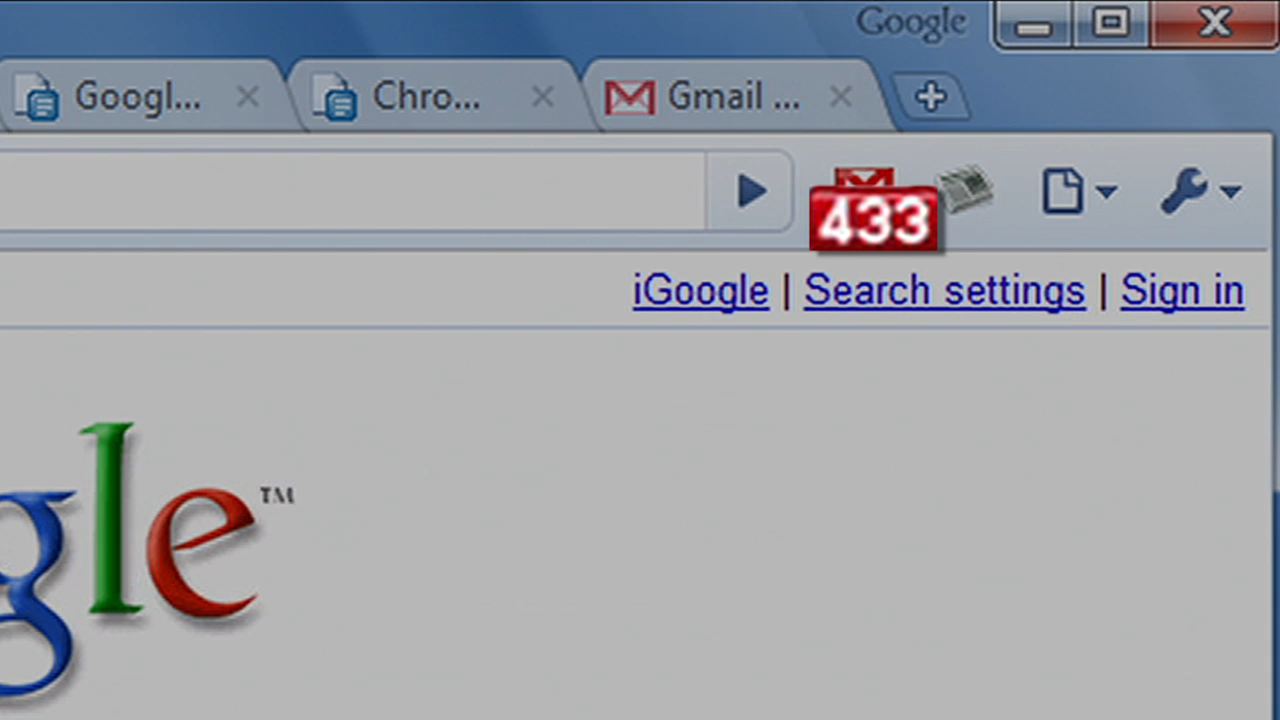 Google
Googl...
Chro...
Gmail ...
433
iGoogle | Search settings | Sign in
gle™